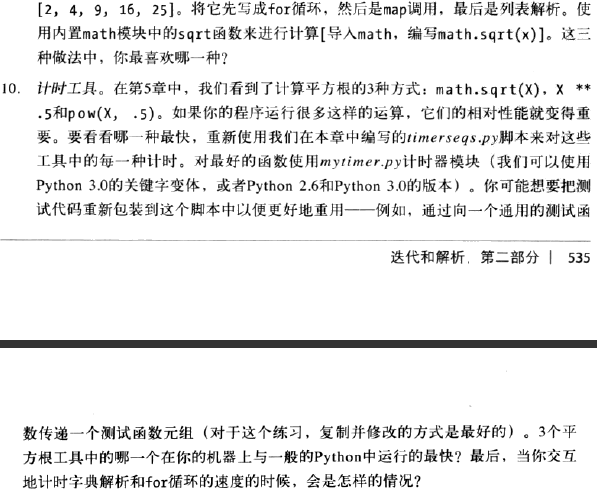 [2, 4, 9, 16, 25]。将它先写成for循环，然后是map调用，最后是列表解析。使
用内置math模块中的sqrt函数来进行计算[导入math，编写math.sqrt(x)]。这三
种做法中，你最喜欢哪一种？
10. 计时工具。在第5章中，我们看到了计算平方根的3种方式：math.sqrt(X)，X **
.5和pow(X, .5)。如果你的程序运行很多这样的运算，它们的相对性能就变得重
要。要看看哪一种最快，重新使用我们在本章中编写的timerseqs.py脚本来对这些
工具中的每一种计时。对最好的函数使用mytimer.py计时器模块（我们可以使用
Python 3.0的关键字变体，或者Python 2.6和Python 3.0的版本）。你可能想要把测
试代码重新包装到这个脚本中以便更好地重用——例如，通过向一个通用的测试函
迭代和解析，第二部分 | 535
数传递一个测试函数元组（对于这个练习，复制并修改的方式是最好的）。3个平
方根工具中的哪一个在你的机器上与一般的Python中运行的最快？最后，当你交互
地计时字典解析和for循环的速度的时候，会是怎样的情况？